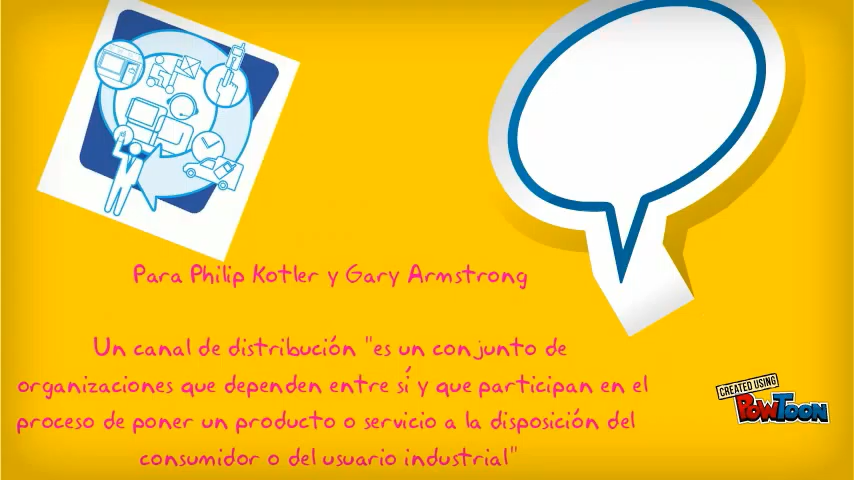 Para Philip Kotler y Gary Armstrong
Un canal de distribución "es un conjunto de
organizaciones que dependen entre sí y que participan en el
proceso de poner un producto o servicio a la disposición del
consumidor o del usuario industrial"
CREATED USING
PowToon